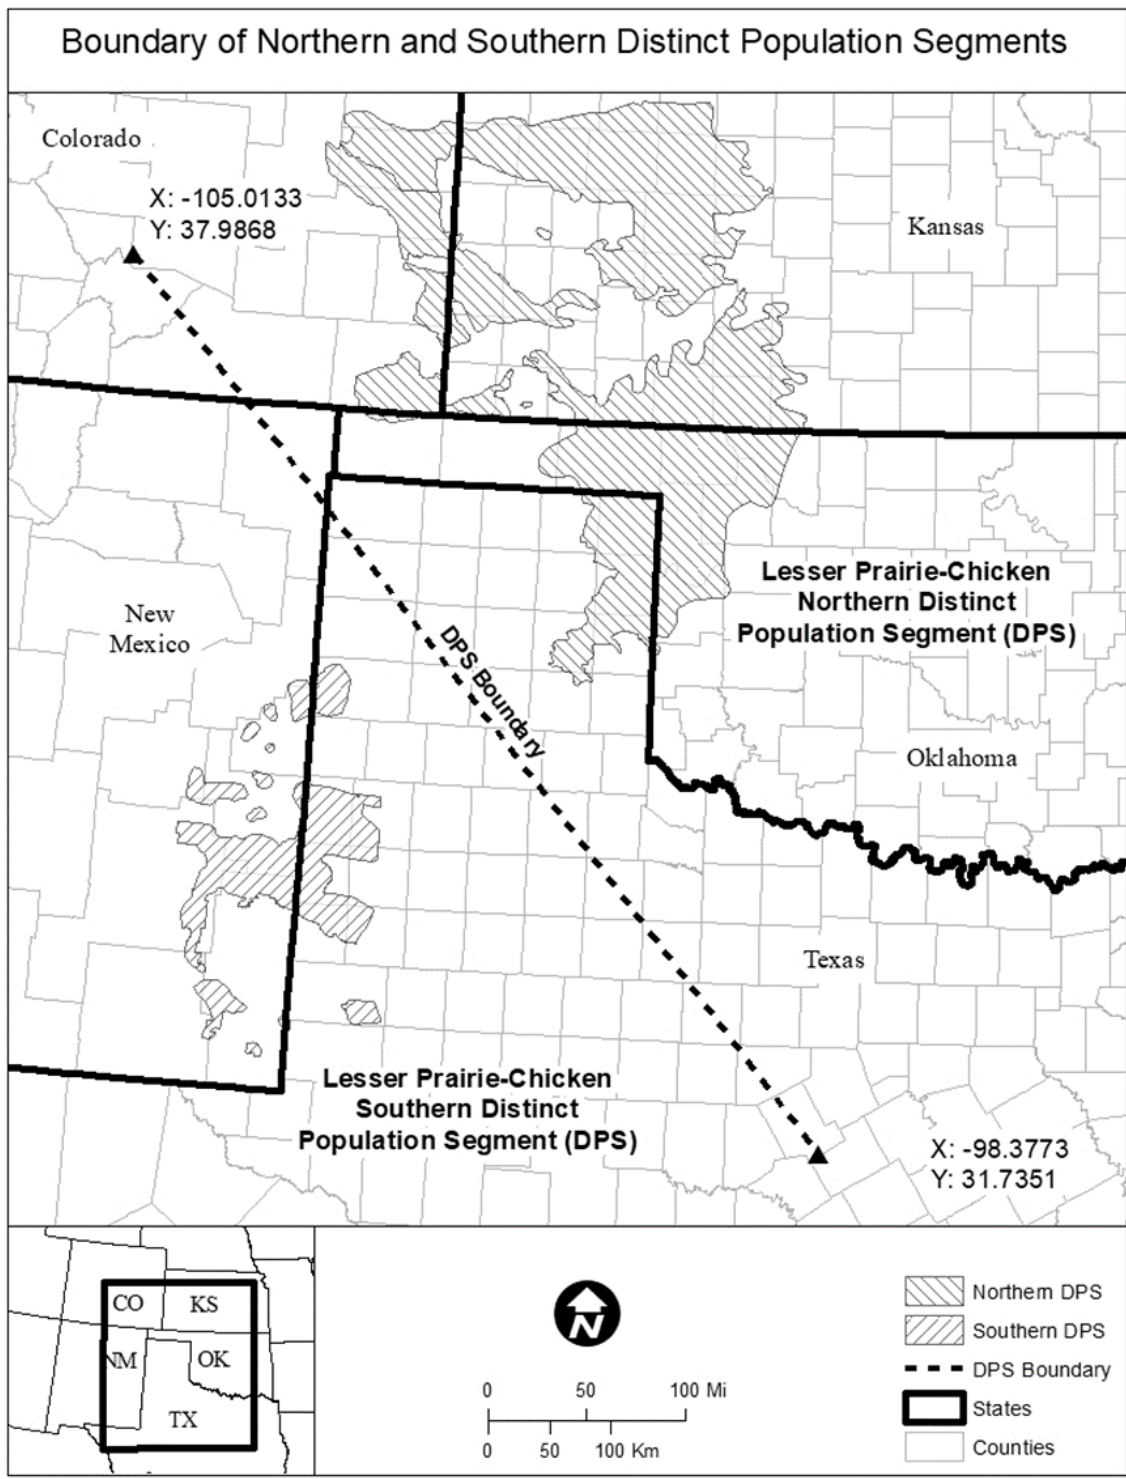 Boundary of Northern and Southern Distinct Population Segments
Colorado
X: -105.0133
Y: 37.9868
Kansas
Lesser Prairie-Chicken
Northern Distinct
Population Segment (DPS)
New
Mexico
DPS Boundary
Oklahoma
Texas
Lesser Prairie-Chicken
Southern Distinct
Population Segment (DPS)
X: -98.3773
Y: 31.7351
CO
KS
NM
OK
TX
N
0 50 100 Mi
0 50 100 Km
Northern DPS
Southern DPS
DPS Boundary
States
Counties